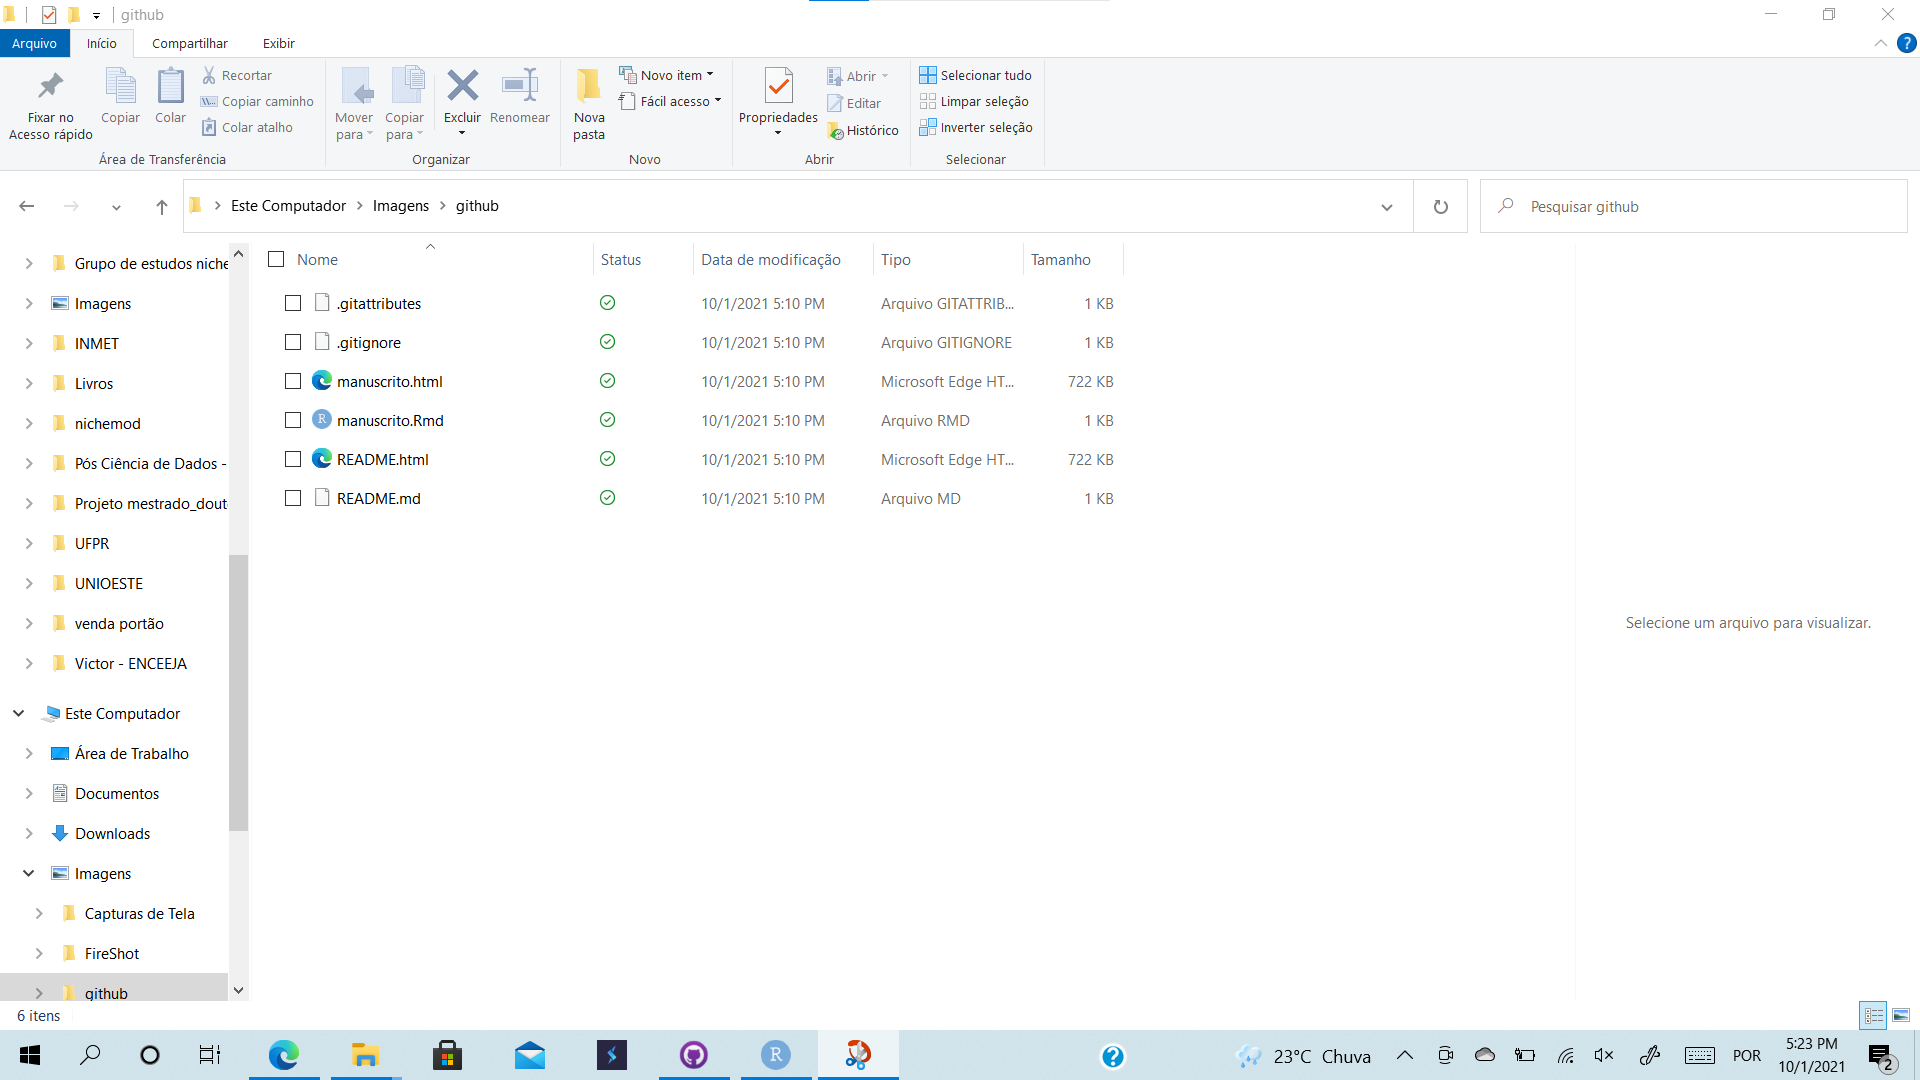 github
Arquivo
Início
Compartilhar
Exibir
Fixar no
Acesso rápido
Copiar
Colar
Recortar
Copiar caminho
Colar atalho
Área de Transferência
Mover
para
Copiar
para
Excluir
Renomear
Organizar
Nova
pasta
Novo item
Fácil acesso
Novo
Propriedades
Abrir
Editar
Histórico
Abrir
Selecionar tudo
Limpar seleção
Inverter seleção
Selecionar
Este Computador > Imagens > github
Pesquisar github
Grupo de estudos niche
Imagens
INMET
Livros
nichemod
Pós Ciência de Dados -
Projeto mestrado_dout
UFPR
UNIOESTE
venda portão
Victor - ENCEEJA
Este Computador
Área de Trabalho
Documentos
Downloads
Imagens
Capturas de Tela
FireShot
github
Nome Status Data de modificação Tipo Tamanho
.gitattributes 10/1/2021 5:10 PM Arquivo GITATTRIB... 1 KB
.gitignore 10/1/2021 5:10 PM Arquivo GITIGNORE 1 KB
manuscrito.html 10/1/2021 5:10 PM Microsoft Edge HT... 722 KB
manuscrito.Rmd 10/1/2021 5:10 PM Arquivo RMD 1 KB
README.html 10/1/2021 5:10 PM Microsoft Edge HT... 722 KB
README.md 10/1/2021 5:10 PM Arquivo MD 1 KB
Selecione um arquivo para visualizar.
6 itens
23°C Chuva
POR
5:23 PM
10/1/2021
2